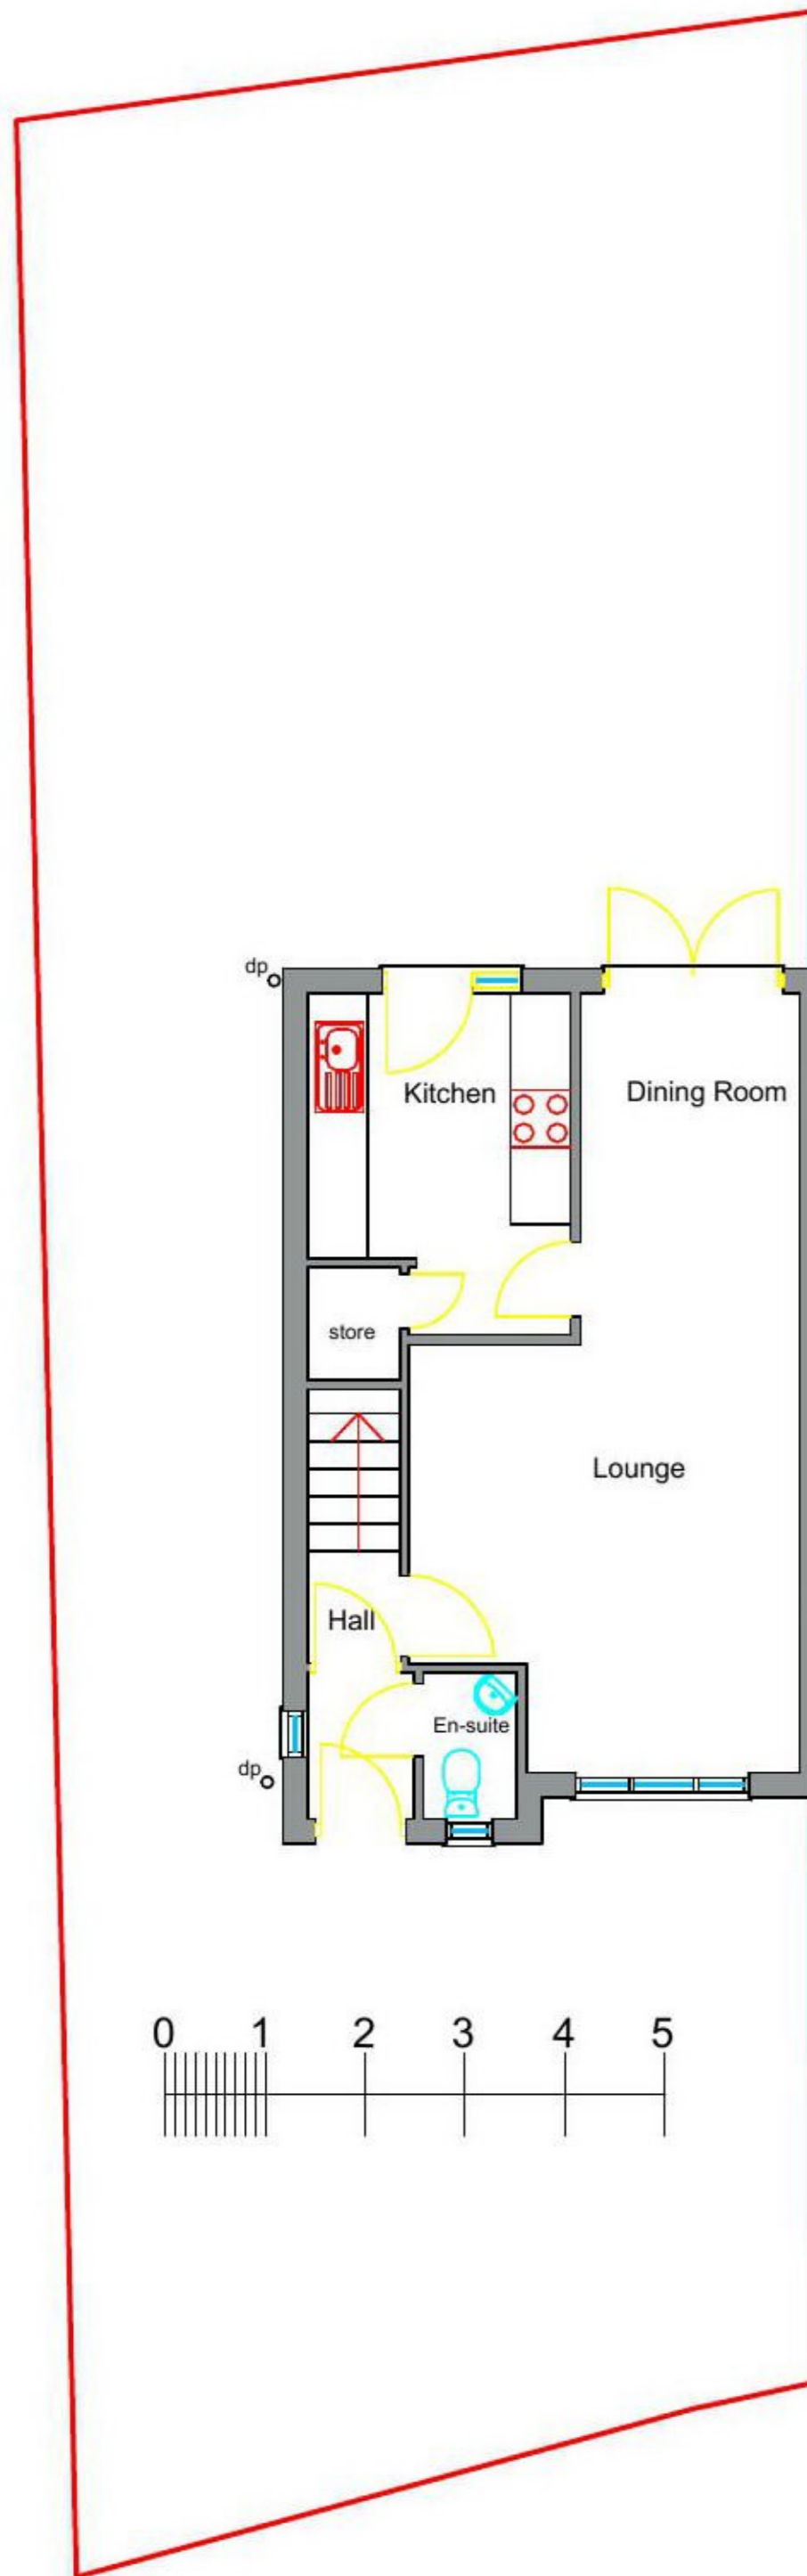 dp
Kitchen
Dining Room
store
Lounge
Hall
En-suite
dp
0 1 2 3 4 5